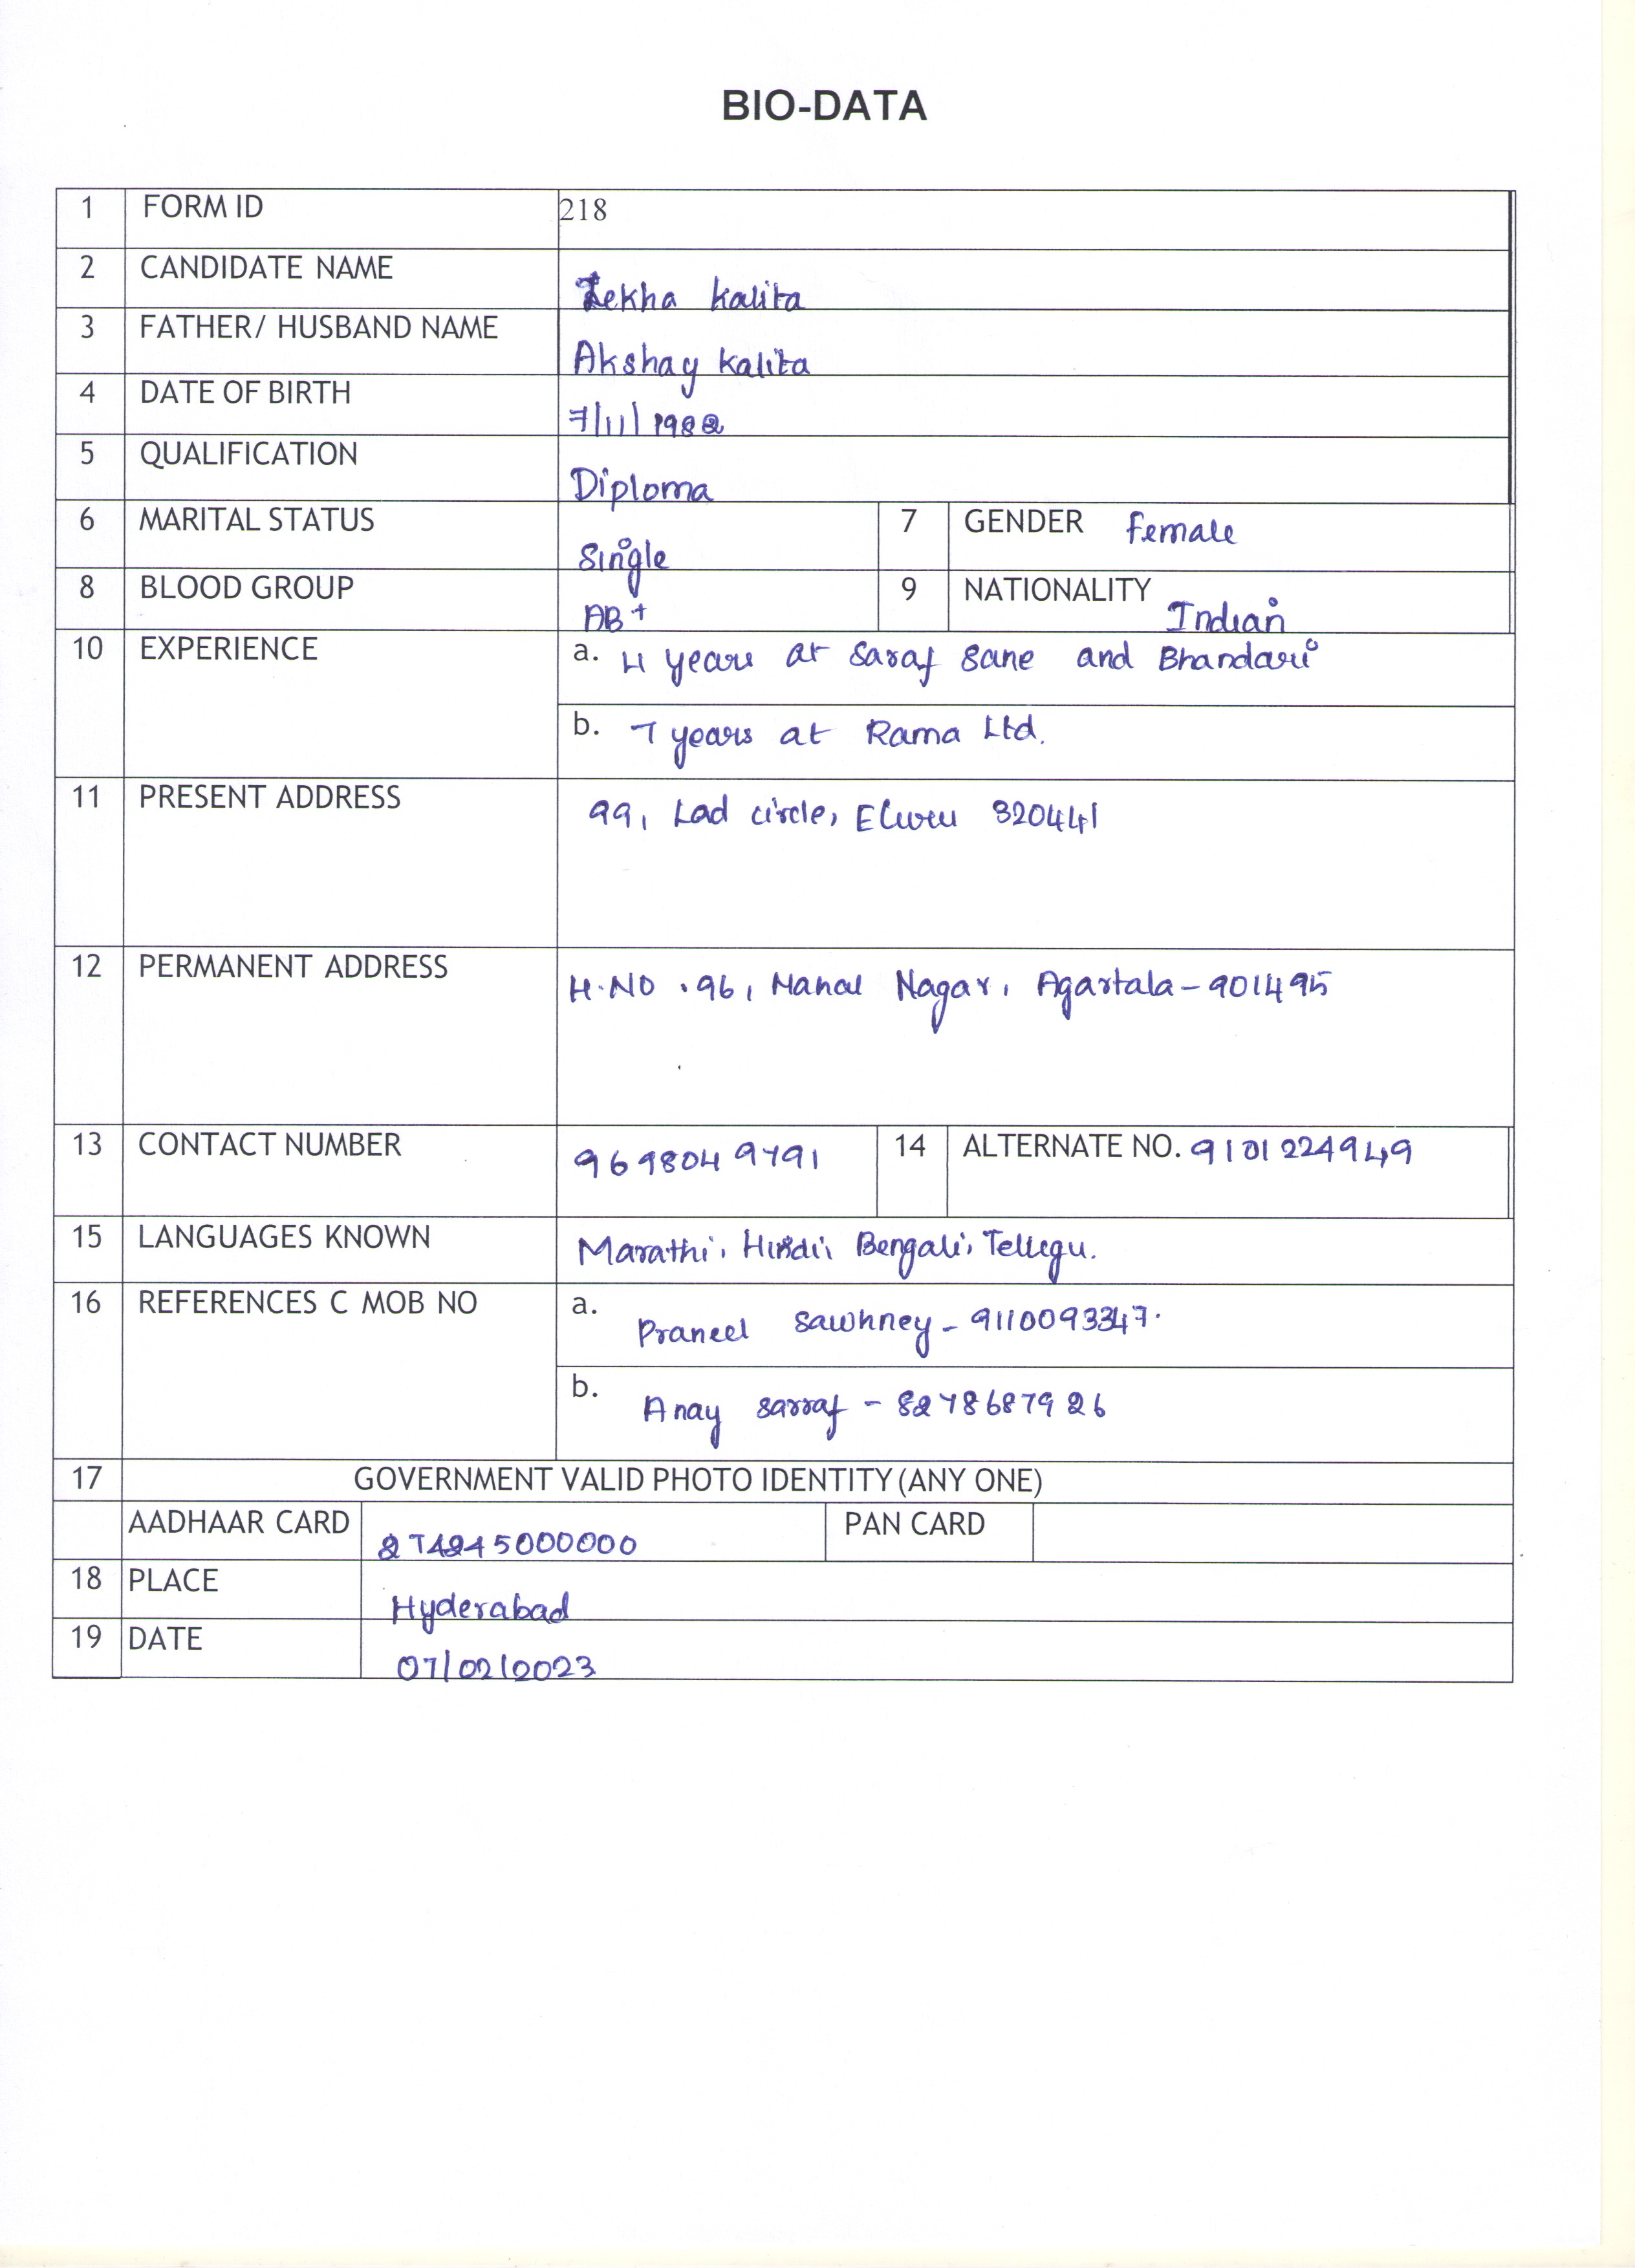 BIO-DATA
1 FORM ID 218
2 CANDIDATE NAME Lekha Kalita
3 FATHER/ HUSBAND NAME Akshay Kalita
4 DATE OF BIRTH 7/11/1982
5 QUALIFICATION Diploma
6 MARITAL STATUS Single 7 GENDER Female
8 BLOOD GROUP AB+ 9 NATIONALITY Indian
10 EXPERIENCE a. 4 years at Saraf Sane and Bhandari
b. 7 years at Rama Ltd.
11 PRESENT ADDRESS 99, Lad circle, Eluru 320441
12 PERMANENT ADDRESS H.NO . 96, Nagar, Agartala - 901495
13 CONTACT NUMBER 9698049791 14 ALTERNATE NO. 9101224949
15 LANGUAGES KNOWN Marathi, Hindi, Bengali, Telugu.
16 REFERENCES C MOB NO a. Praneel Sawhney - 9110093347.
b. Anay Sarraf - 8278687926
17 GOVERNMENT VALID PHOTO IDENTITY (ANY ONE)
AADHAAR CARD 274245000000 PAN CARD
18 PLACE Hyderabad
19 DATE 07/02/2023